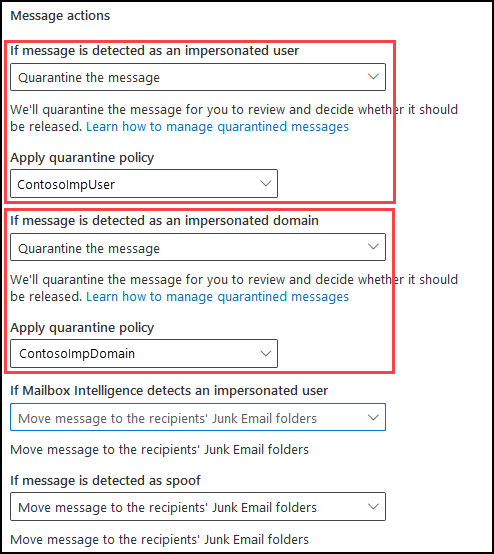 Message actions
If message is detected as an impersonated user
Quarantine the message
We'll quarantine the message for you to review and decide whether it should
be released. Learn how to manage quarantined messages
Apply quarantine policy
ContosoImpUser
If message is detected as an impersonated domain
Quarantine the message
We'll quarantine the message for you to review and decide whether it should
be released. Learn how to manage quarantined messages
Apply quarantine policy
ContosoImpDomain
If Mailbox Intelligence detects an impersonated user
Move message to the recipients' Junk Email folders
Move message to the recipients' Junk Email folders
If message is detected as spoof
Move message to the recipients' Junk Email folders
Move message to the recipients' Junk Email folders